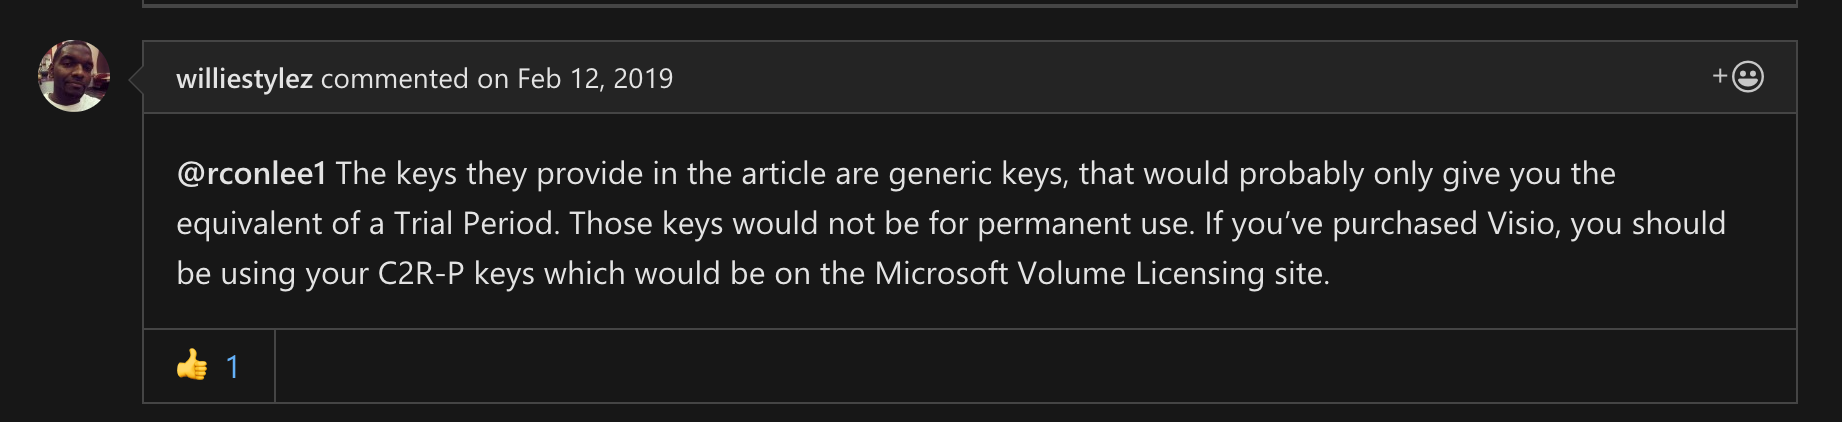 williestylez commented on Feb 12, 2019
@rconlee1 The keys they provide in the article are generic keys, that would probably only give you the
equivalent of a Trial Period. Those keys would not be for permanent use. If you’ve purchased Visio, you should
be using your C2R-P keys which would be on the Microsoft Volume Licensing site.
👍 1